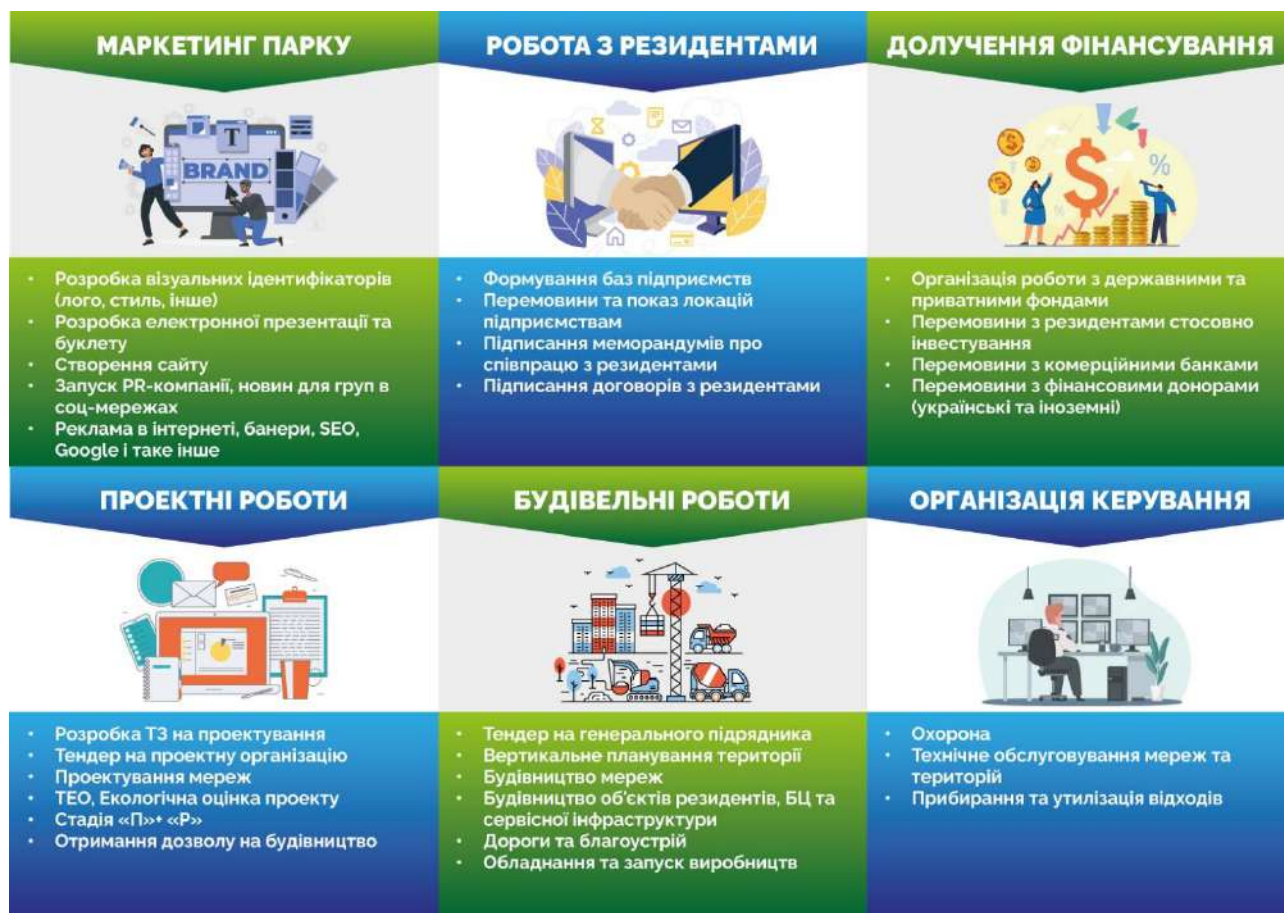 МАРКЕТИНГ ПАРКУ
T
BRAND
• Розробка візуальних ідентифікаторів
(лого, стиль, інше)
• Розробка електронної презентації та
буклету
• Створення сайту
• Запуск PR-компанії, новин для груп в
соц-мережах
• Реклама в інтернеті, банери, SEO,
Google і таке інше
РОБОТА З РЕЗИДЕНТАМИ
• Формування баз підприємств
• Перемовини та показ локацій
підприємствам
• Підписання меморандумів про
співпрацю з резидентами
• Підписання договорів з резидентами
ДОЛУЧЕННЯ ФІНАНСУВАННЯ
$
$
$
$
%
%
• Організація роботи з державними та
приватними фондами
• Перемовини з резидентами стосовно
інвестування
• Перемовини з комерційними банками
• Перемовини з фінансовими донорами
(українські та іноземні)
ПРОЕКТНІ РОБОТИ
• Розробка ТЗ на проектування
• Тендер на проектну організацію
• Проектування мереж
• ТЕО, Екологічна оцінка проекту
• Стадія «П»+ «Р»
• Отримання дозволу на будівництво
БУДІВЕЛЬНІ РОБОТИ
• Тендер на генерального підрядника
• Вертикальне планування території
• Будівництво мереж
• Будівництво об'єктів резидентів, БЦ та
сервісної інфраструктури
• Дороги та благоустрій
• Обладнання та запуск виробництв
ОРГАНІЗАЦІЯ КЕРУВАННЯ
• Охорона
• Технічне обслуговування мереж та
територій
• Прибирання та утилізація відходів